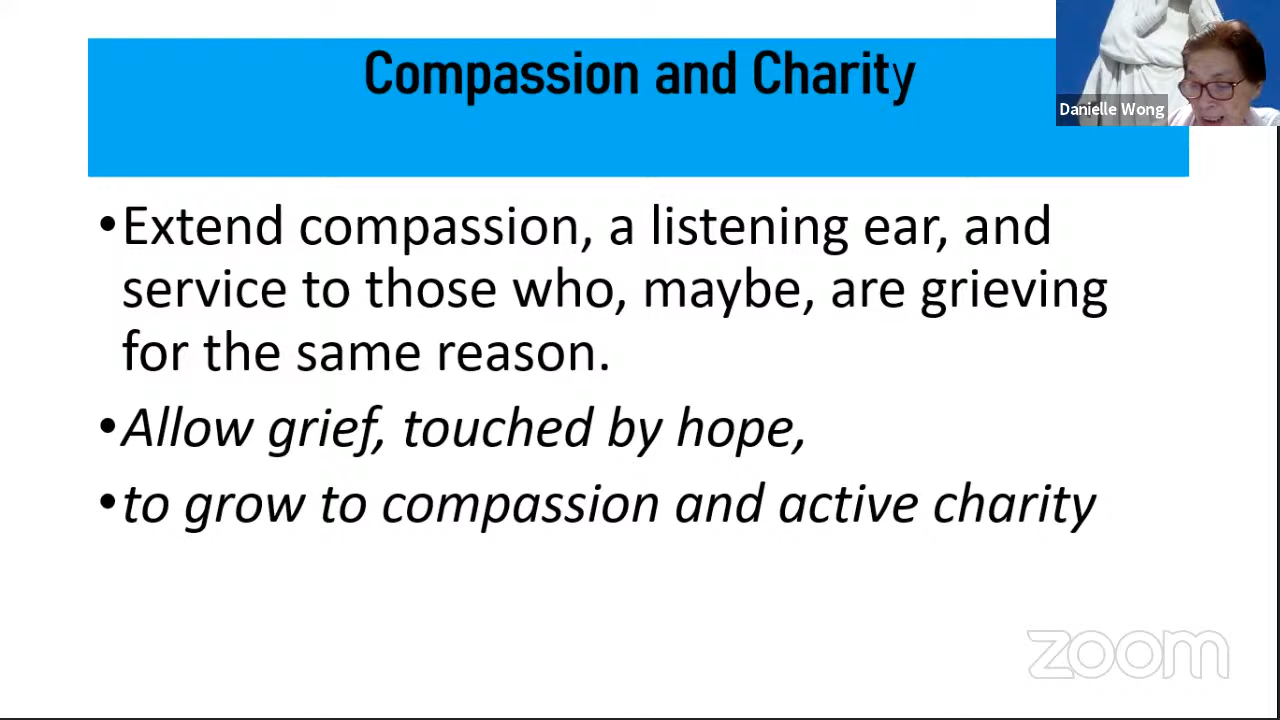 Compassion and Charity
Danielle Wong
•Extend compassion, a listening ear, and
service to those who, maybe, are grieving
for the same reason.
•Allow grief, touched by hope,
•to grow to compassion and active charity
zoom